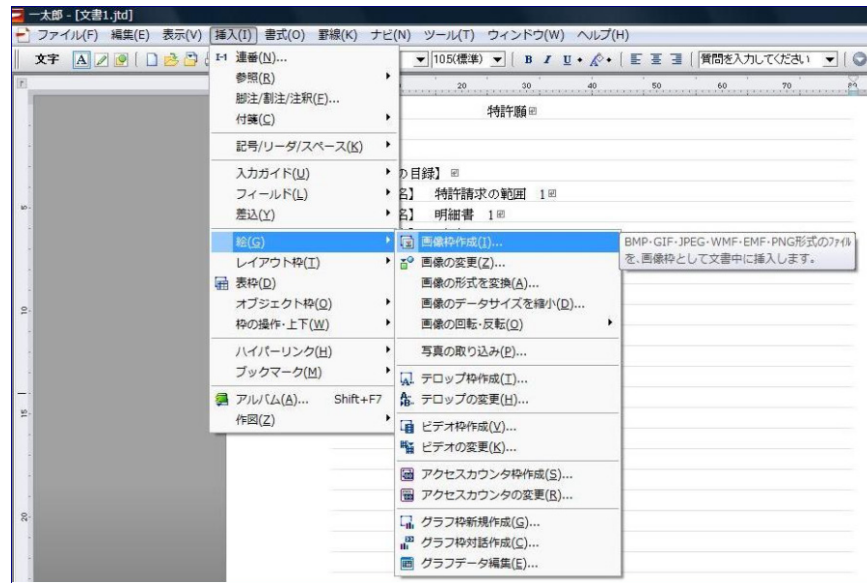 一太郎 - [文書1.jtd]
ファイル(F) 編集(E) 表示(V) 挿入(I) 書式(O) 罫線(K) ナビ(N) ツール(T) ウィンドウ(W) ヘルプ(H)
文字 A 10.5(標準) B I U 質問を入力してください
20 30 40 50 60 70
連番(N)...
参照(R)
脚注/割注/注釈(F)...
付箋(C)
記号/リーダ/スペース(K)
入力ガイド(U)
フィールド(L)
差込(Y)
絵(G)
レイアウト枠(T)
表枠(D)
オブジェクト枠(O)
枠の操作・上下(W)
ハイパーリンク(H)
ブックマーク(M)
アルバム(A)... Shift+F7
作図(Z)
特許願
の目録】
名】 特許請求の範囲 1
名】 明細書 1
画像枠作成(I)...
画像の変更(Z)...
画像の形式を変換(A)...
画像のデータサイズを縮小(D)...
画像の回転・反転(O)
写真の取り込み(P)...
テロップ枠作成(T)...
テロップの変更(H)...
ビデオ枠作成(V)...
ビデオの変更(K)...
アクセスカウンタ枠作成(S)...
アクセスカウンタの変更(R)...
グラフ枠新規作成(G)...
グラフ枠対話作成(C)...
グラフデータ編集(E)...
BMP・GIF・JPEG・WMF・EMF・PNG形式のファイル
を、画像枠として文書中に挿入します。
5
10
15
20